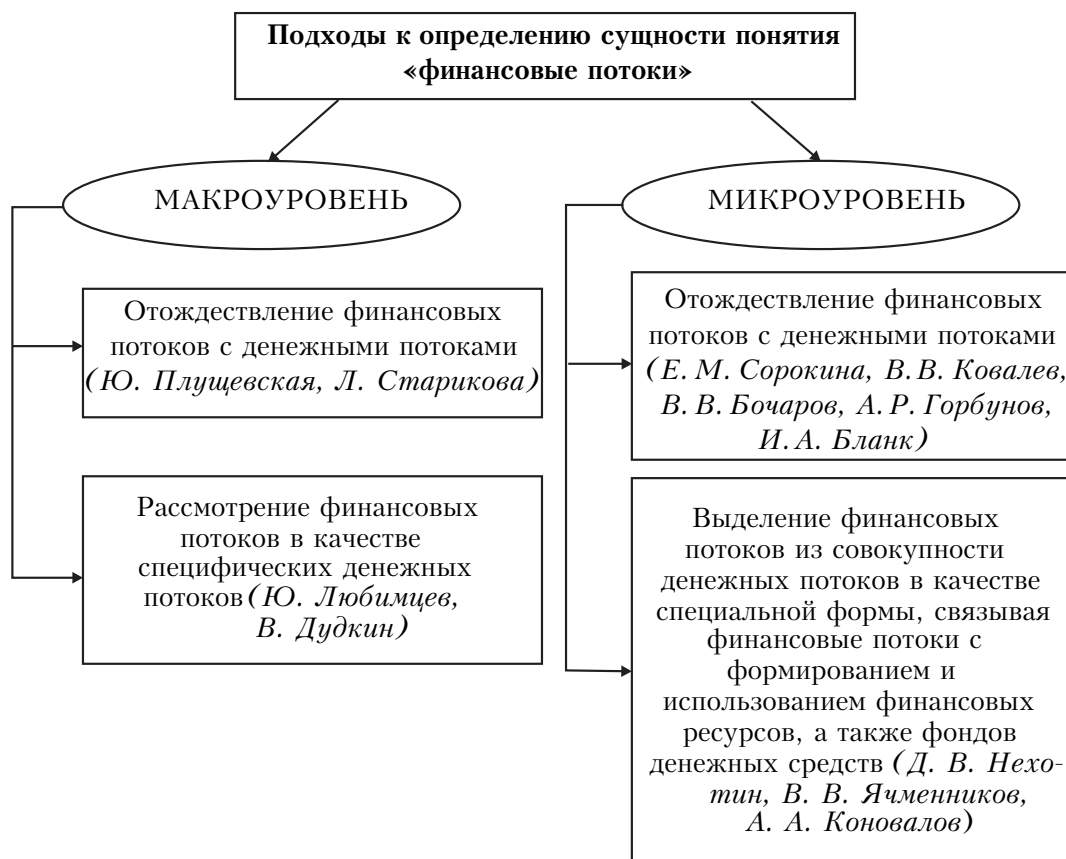 Подходы к определению сущности понятия
«финансовые потоки»
МАКРОУРОВЕНЬ
Отождествление финансовых
потоков с денежными потоками
(Ю. Плущевская, Л. Старикова)
Рассмотрение финансовых
потоков в качестве
специфических денежных
потоков (Ю. Любимцев,
В. Дудкин)
МИКРОУРОВЕНЬ
Отождествление финансовых
потоков с денежными потоками
(Е. М. Сорокина, В. В. Ковалев,
В. В. Бочаров, А. Р. Горбунов,
И. А. Бланк)
Выделение финансовых
потоков из совокупности
денежных потоков в качестве
специальной формы, связывая
финансовые потоки с
формированием и
использованием финансовых
ресурсов, а также фондов
денежных средств (Д. В. Нехо-
тин, В. В. Ячменников,
А. А. Коновалов)